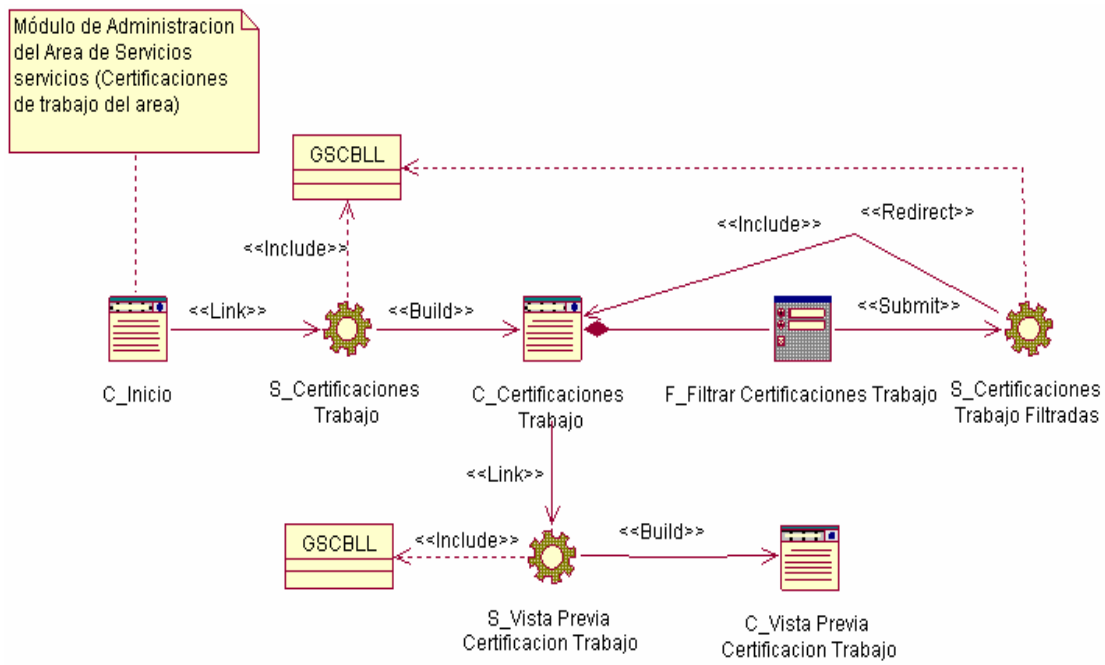 Módulo de Administracion
del Area de Servicios
servicios (Certificaciones
de trabajo del area)
GSCBLL
<<Redirect>>
<<Include>>
<<Include>>
<<Link>>
<<Build>>
<<Submit>>
C_Inicio
S_Certificaciones
Trabajo
C_Certificaciones
Trabajo
F_Filtrar Certificaciones Trabajo
S_Certificaciones
Trabajo Filtradas
<<Link>>
GSCBLL
<<Include>>
<<Build>>
S_Vista Previa
Certificacion Trabajo
C_Vista Previa
Certificacion Trabajo